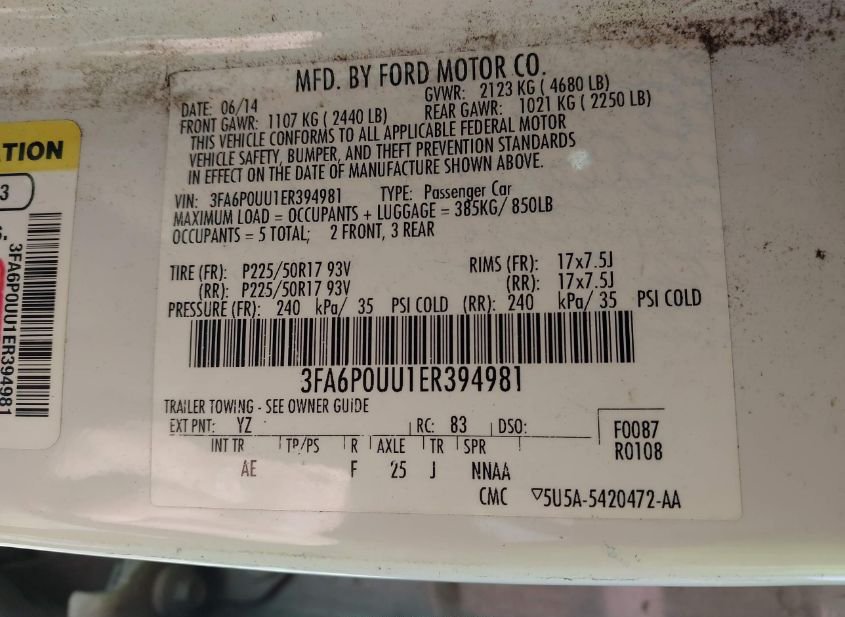 MFD. BY FORD MOTOR CO.
DATE: 06/14 GVWR: 2123 KG ( 4680 LB)
FRONT GAWR: 1107 KG ( 2440 LB) REAR GAWR: 1021 KG ( 2250 LB)
THIS VEHICLE CONFORMS TO ALL APPLICABLE FEDERAL MOTOR
VEHICLE SAFETY, BUMPER, AND THEFT PREVENTION STANDARDS
IN EFFECT ON THE DATE OF MANUFACTURE SHOWN ABOVE.
VIN: 3FA6P0UU1ER394981 TYPE: Passenger Car
MAXIMUM LOAD = OCCUPANTS + LUGGAGE = 385KG/ 850LB
OCCUPANTS = 5 TOTAL; 2 FRONT, 3 REAR
TIRE (FR): P225/50R17 93V RIMS (FR): 17x7.5J
(RR): P225/50R17 93V (RR): 17x7.5J
PRESSURE (FR): 240 kPa/ 35 PSI COLD (RR): 240 kPa/ 35 PSI COLD
3FA6P0UU1ER394981
TRAILER TOWING - SEE OWNER GUIDE
EXT PNT: YZ RC: 83 DSO:
INT TR TP/PS R AXLE TR SPR
AE F 25 J NNAA
F0087
R0108
CMC ▽5U5A-5420472-AA
TION
3
3FA6P0UU1ER394981